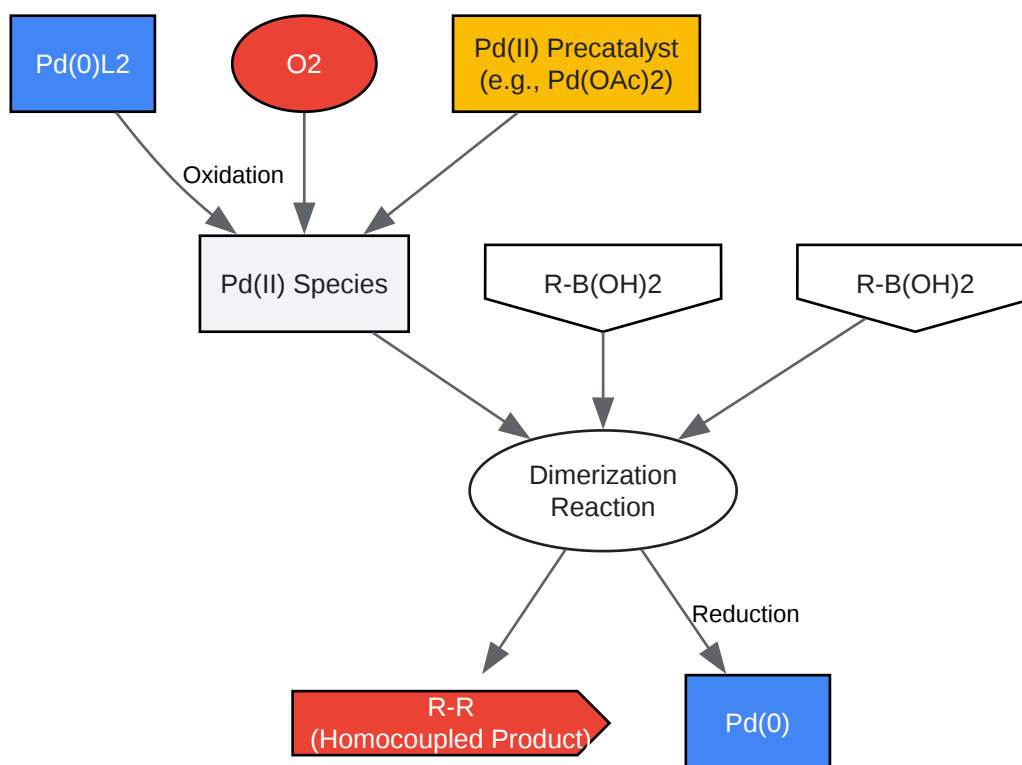 Pd(0)L2
O2
Pd(II) Precatalyst
(e.g., Pd(OAc)2)
Oxidation
Pd(II) Species
R-B(OH)2
R-B(OH)2
Dimerization
Reaction
Reduction
R-R
(Homocoupled Product)
Pd(0)